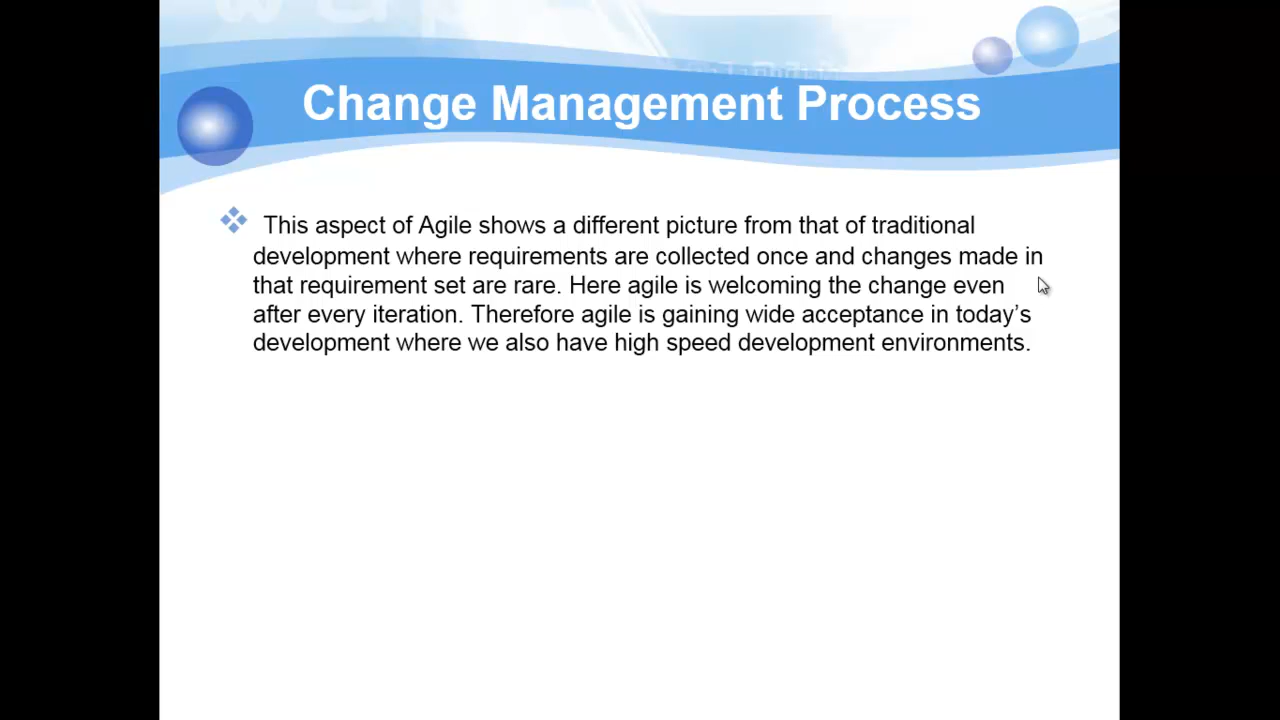 Change Management Process
This aspect of Agile shows a different picture from that of traditional
development where requirements are collected once and changes made in
that requirement set are rare. Here agile is welcoming the change even
after every iteration. Therefore agile is gaining wide acceptance in today’s
development where we also have high speed development environments.